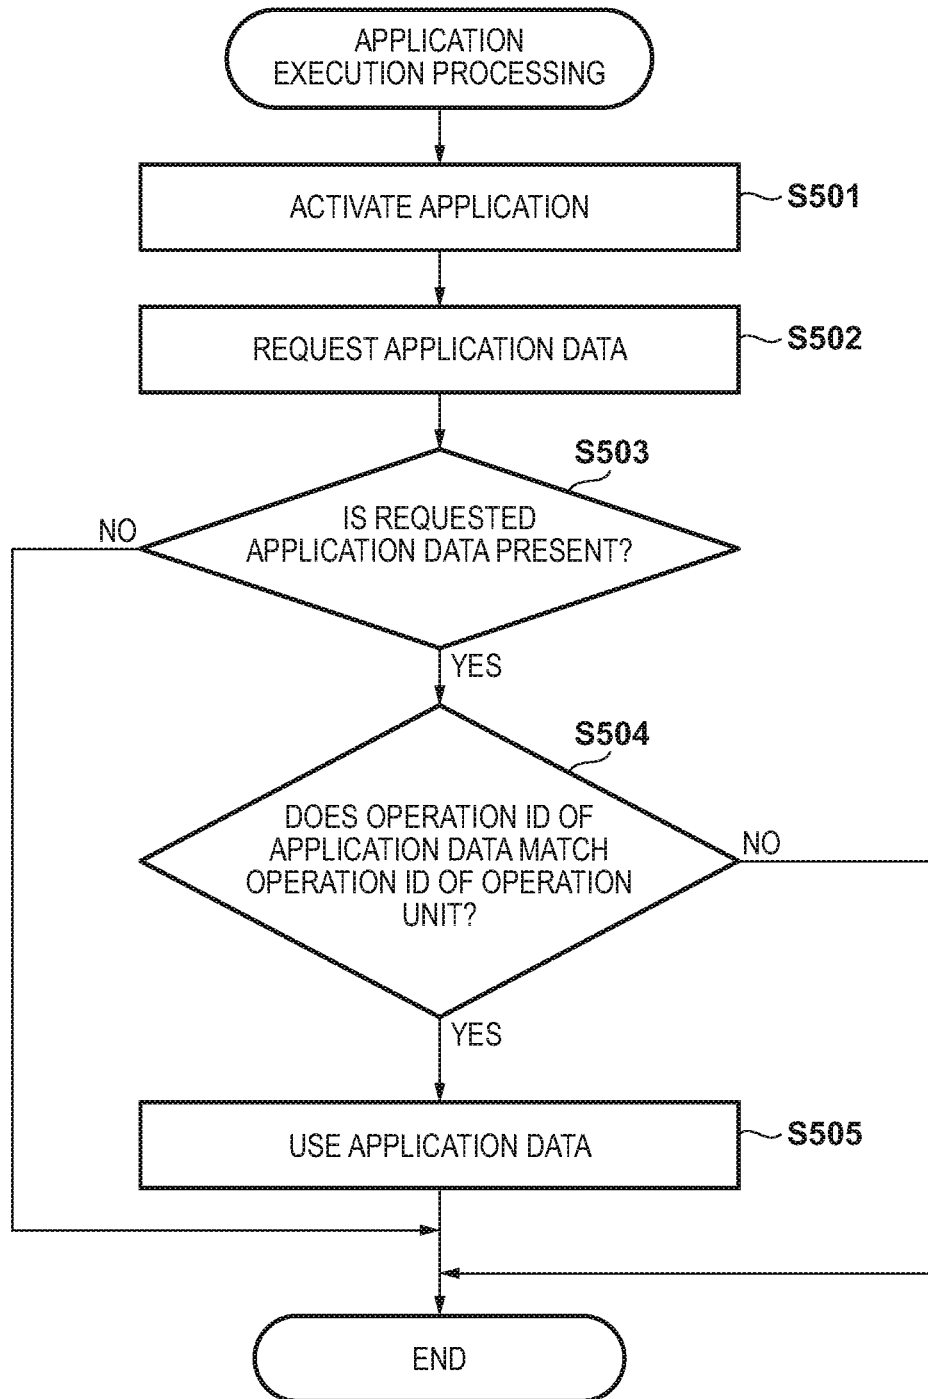 APPLICATION
EXECUTION PROCESSING
ACTIVATE APPLICATION
S501
REQUEST APPLICATION DATA
S502
S503
IS REQUESTED
APPLICATION DATA PRESENT?
NO
YES
S504
DOES OPERATION ID OF
APPLICATION DATA MATCH
OPERATION ID OF OPERATION
UNIT?
NO
YES
USE APPLICATION DATA
S505
END